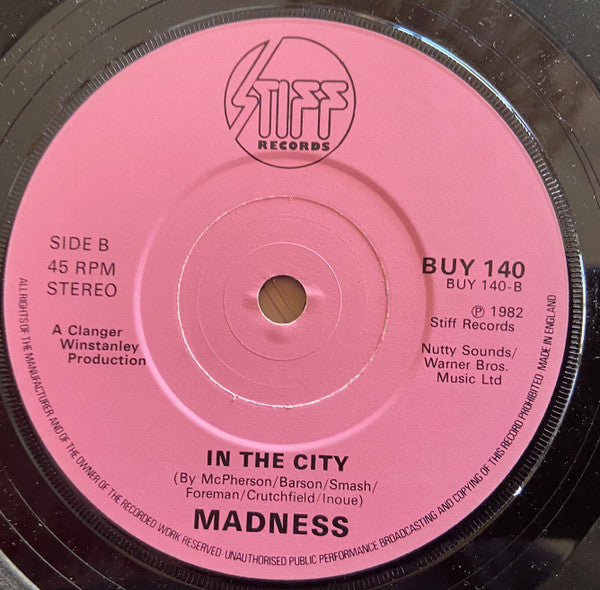 STIFF
RECORDS
SIDE B
45 RPM
STEREO
A Clanger
Winstanley
Production
BUY 140
BUY 140-B
℗ 1982
Stiff Records
Nutty Sounds/
Warner Bros.
Music Ltd
IN THE CITY
(By McPherson/Barson/Smash/
Foreman/Crutchfield/Inoue)
MADNESS
ALL RIGHTS OF THE MANUFACTURER AND OF THE OWNER OF THE RECORDED WORK RESERVED UNAUTHORISED PUBLIC PERFORMANCE BROADCASTING AND COPYING OF THIS RECORD PROHIBITED MADE IN ENGLAND